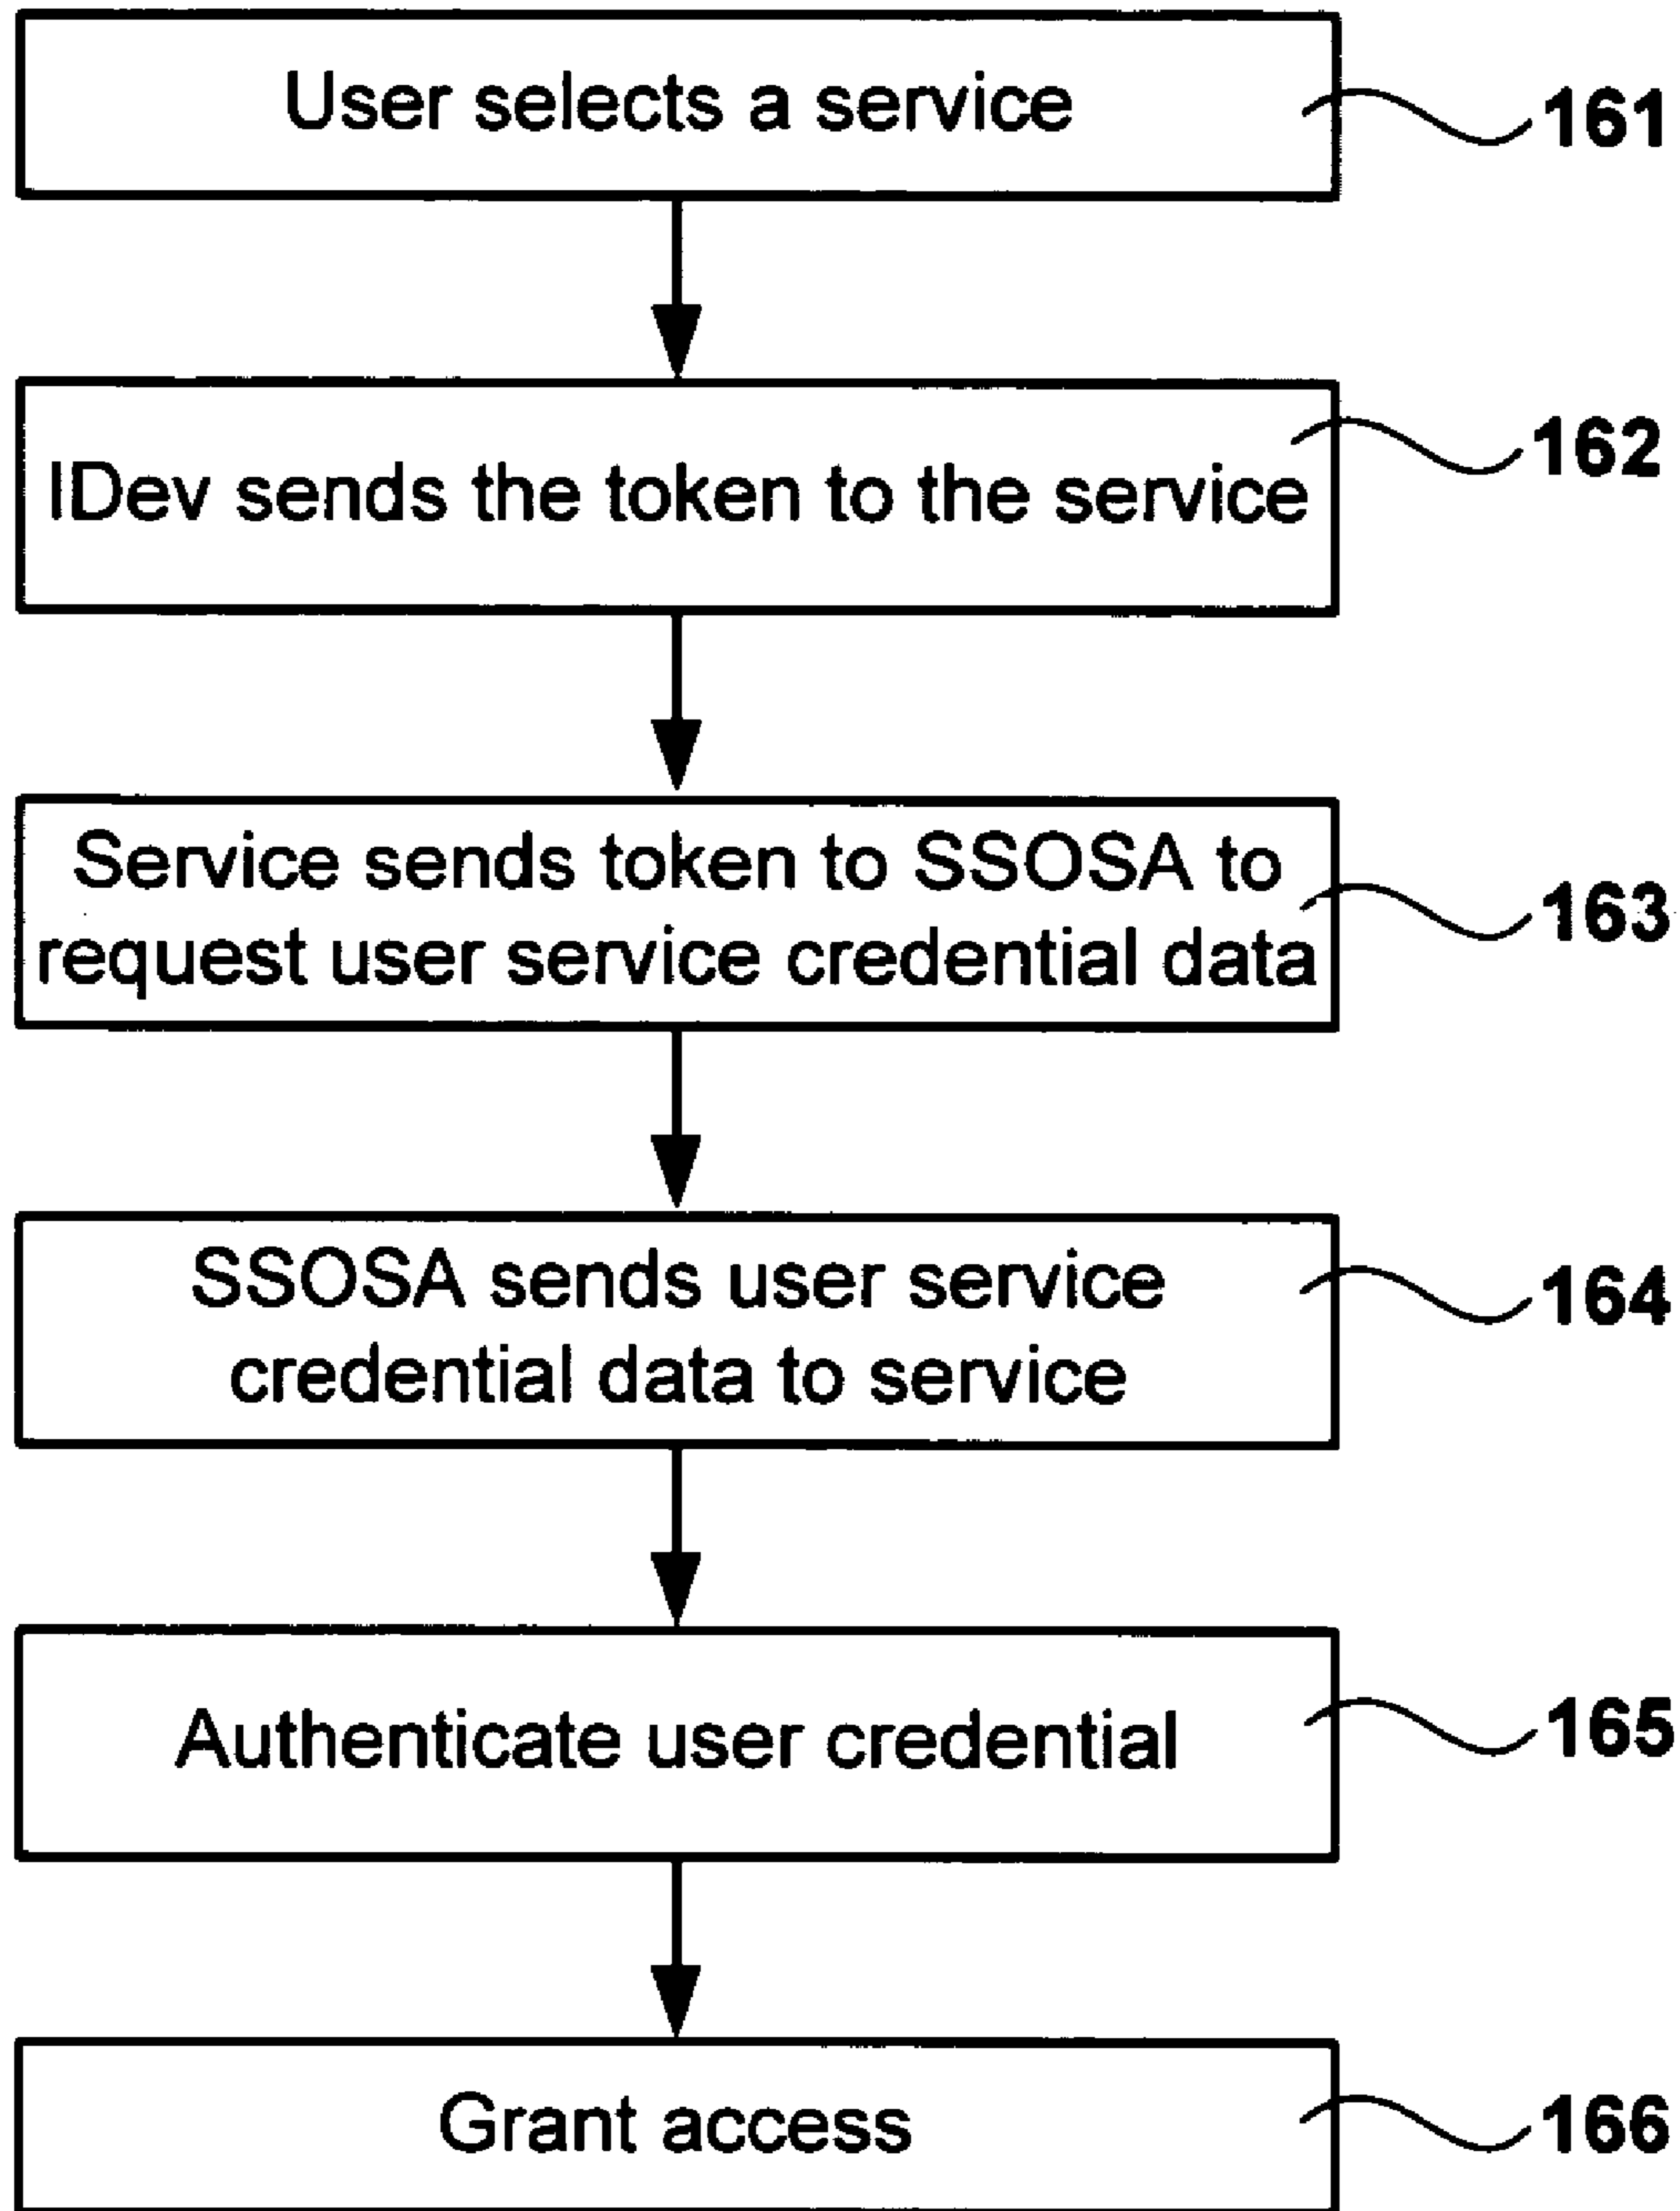 User selects a service
161
IDev sends the token to the service
162
Service sends token to SSOSA to
request user service credential data
163
SSOSA sends user service
credential data to service
164
Authenticate user credential
165
Grant access
166